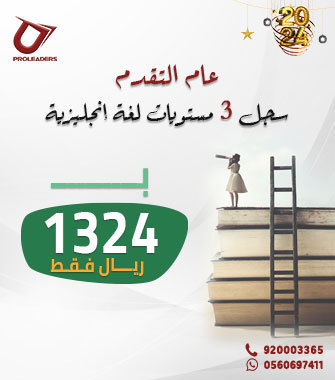 PROLEADERS
2024
عام التقدم
سجل 3 مستويات لغة انجليزية
بـ
1324
ريال فقط
920003365
0560697411